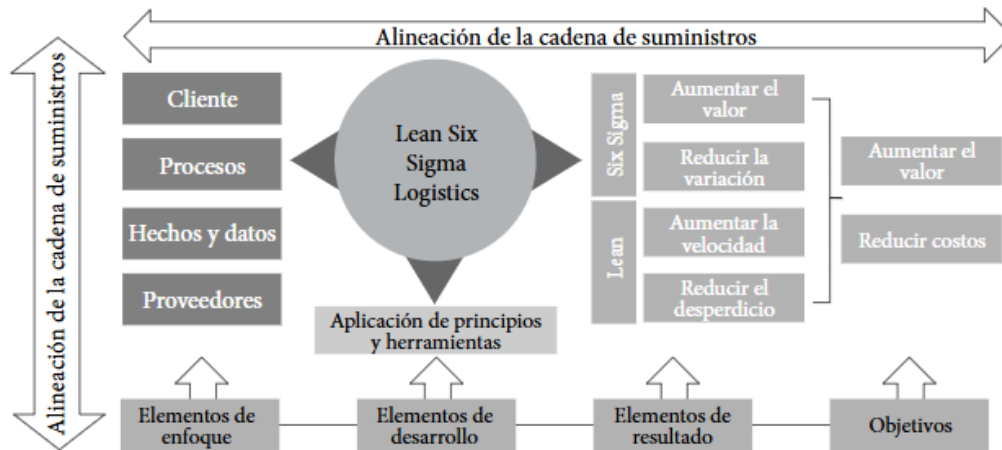 Alineación de la cadena de suministros
Alineación de la cadena de suministros
Cliente
Procesos
Hechos y datos
Proveedores
Lean Six
Sigma
Logistics
Aplicación de principios
y herramientas
Six Sigma
Lean
Aumentar el
valor
Reducir la
variación
Aumentar la
velocidad
Reducir el
desperdicio
Aumentar el
valor
Reducir costos
Elementos de
enfoque
Elementos de
desarrollo
Elementos de
resultado
Objetivos